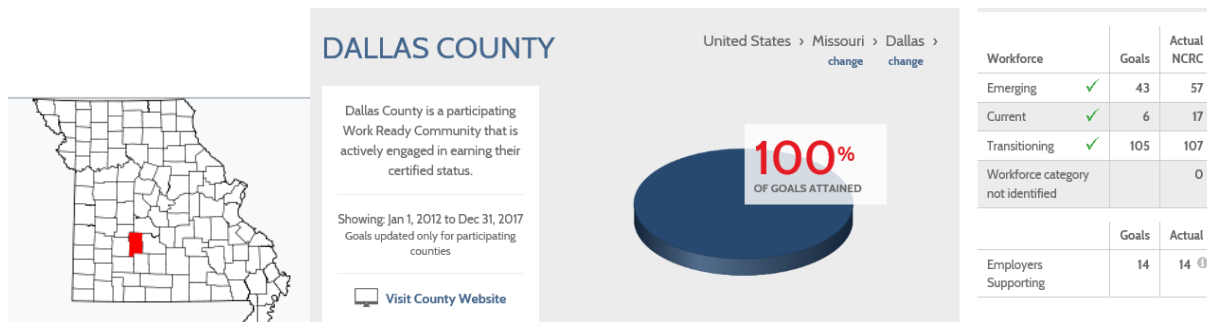 DALLAS COUNTY
United States › Missouri › Dallas ›
change change
Dallas County is a participating
Work Ready Community that is
actively engaged in earning their
certified status.
Showing: Jan 1, 2012 to Dec 31, 2017
Goals updated only for participating
counties
Visit County Website
100%
OF GOALS ATTAINED
Workforce Goals Actual NCRC
Emerging ✓ 43 57
Current ✓ 6 17
Transitioning ✓ 105 107
Workforce category
not identified 0
Goals Actual
Employers
Supporting 14 14